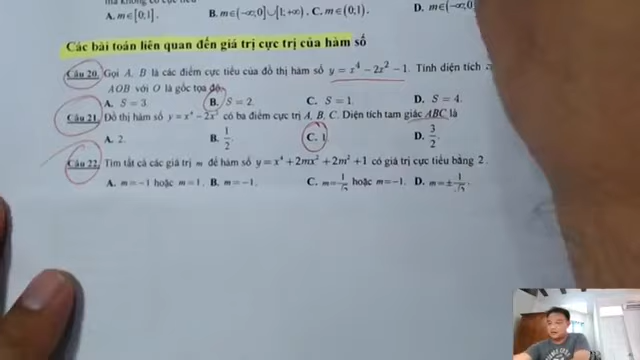 A. m∈[0;1]. B. m∈(-∞;0]∪[1;+∞). C. m∈(0;1). D. m∈(-∞;0]
Các bài toán liên quan đến giá trị cực trị của hàm số
Câu 20. Gọi A, B là các điểm cực tiểu của đồ thị hàm số y = x⁴ − 2x² − 1. Tính diện tích
AOB với O là gốc tọa độ.
A. S = 3. B. S = 2. C. S = 1. D. S = 4.
Câu 21. Đồ thị hàm số y = x⁴ − 2x² có ba điểm cực trị A, B, C. Diện tích tam giác ABC là
A. 2. B. 1/2. C. 1. D. 3/2.
Câu 22. Tìm tất cả các giá trị m để hàm số y = x⁴ + 2mx² + 2m² + 1 có giá trị cực tiểu bằng 2.
A. m = −1 hoặc m = 1. B. m = −1. C. m = 1/√5 hoặc m = −1. D. m = ± 1/√5.